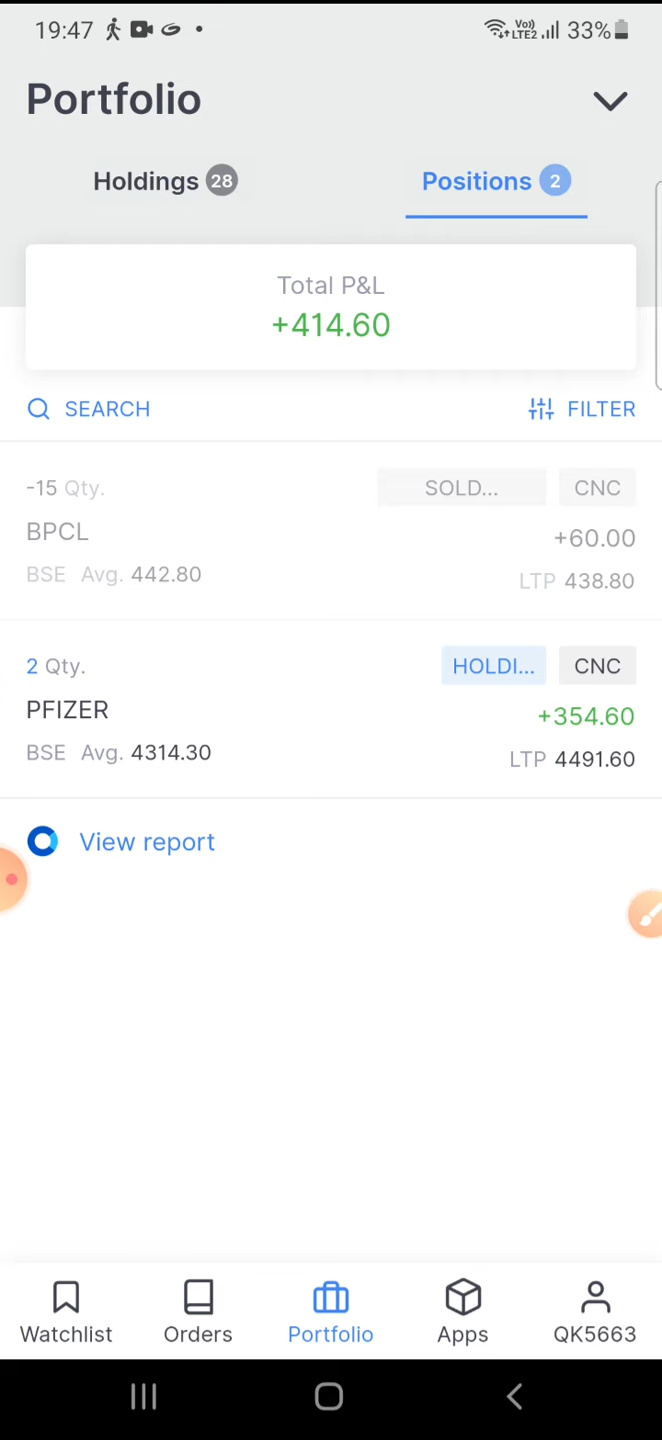 19:47 Vo)) LTE2 33%
Portfolio
Holdings 28 Positions 2
Total P&L
+414.60
SEARCH FILTER
-15 Qty. SOLD... CNC
BPCL +60.00
BSE Avg. 442.80 LTP 438.80
2 Qty. HOLDI... CNC
PFIZER +354.60
BSE Avg. 4314.30 LTP 4491.60
View report
Watchlist Orders Portfolio Apps QK5663